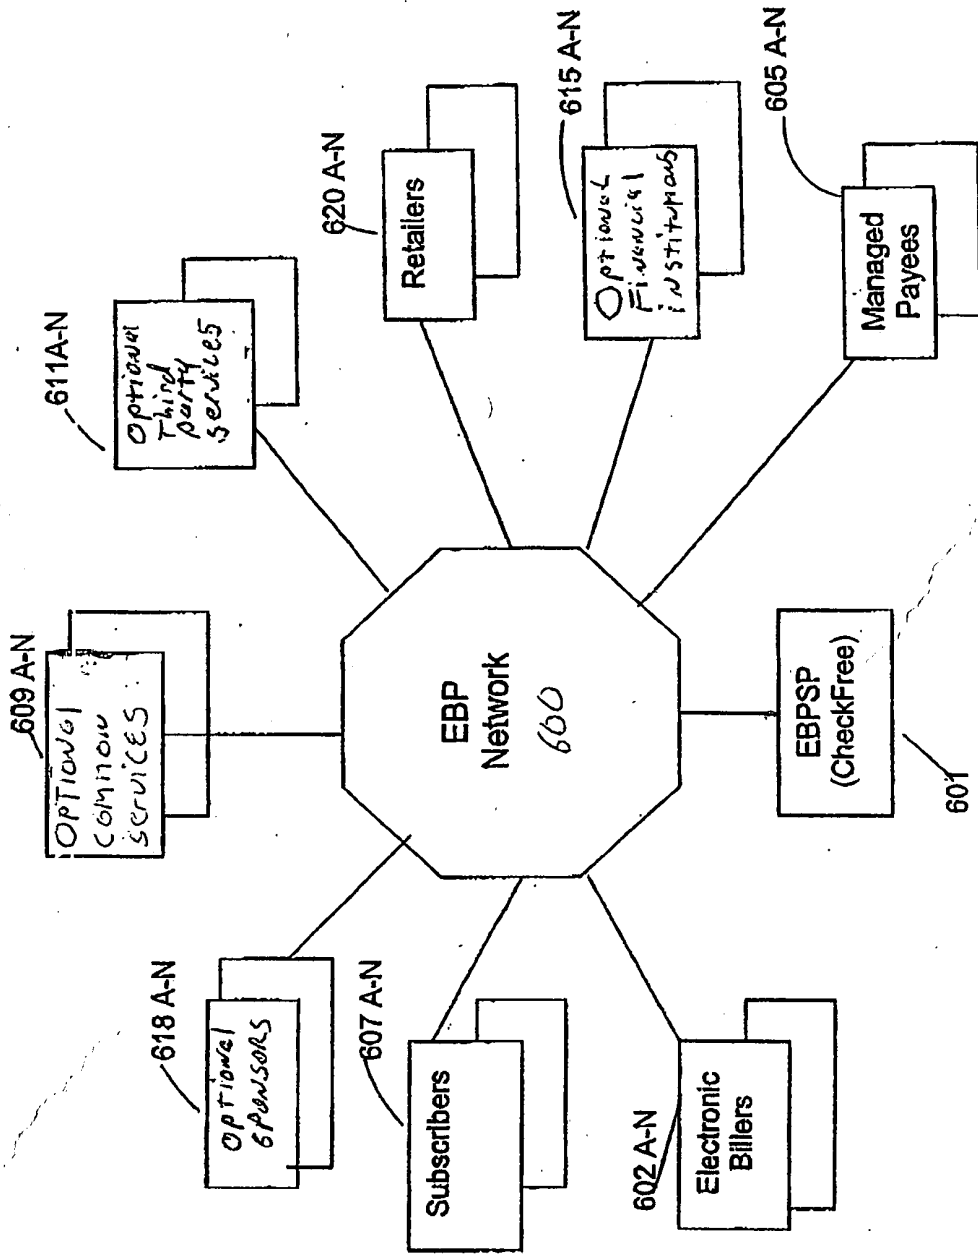 609 A-N
OPTIONAL
COMMON
SERVICES
611A-N
Optional
Third
party
Services
618 A-N
OPTIONAL
SPONSORS
620 A-N
Retailers
607 A-N
Subscribers
EBP
Network
600
615 A-N
Optional
Financial
institutions
602 A-N
Electronic
Billers
EBPSP
(CheckFree)
601
605 A-N
Managed
Payees